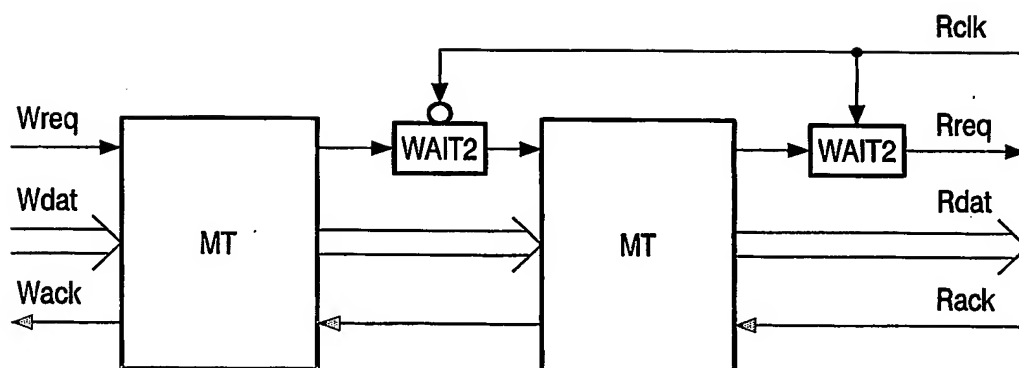 Rclk
Wreq
WAIT2
WAIT2
Rreq
Wdat
MT
MT
Rdat
Wack
Rack